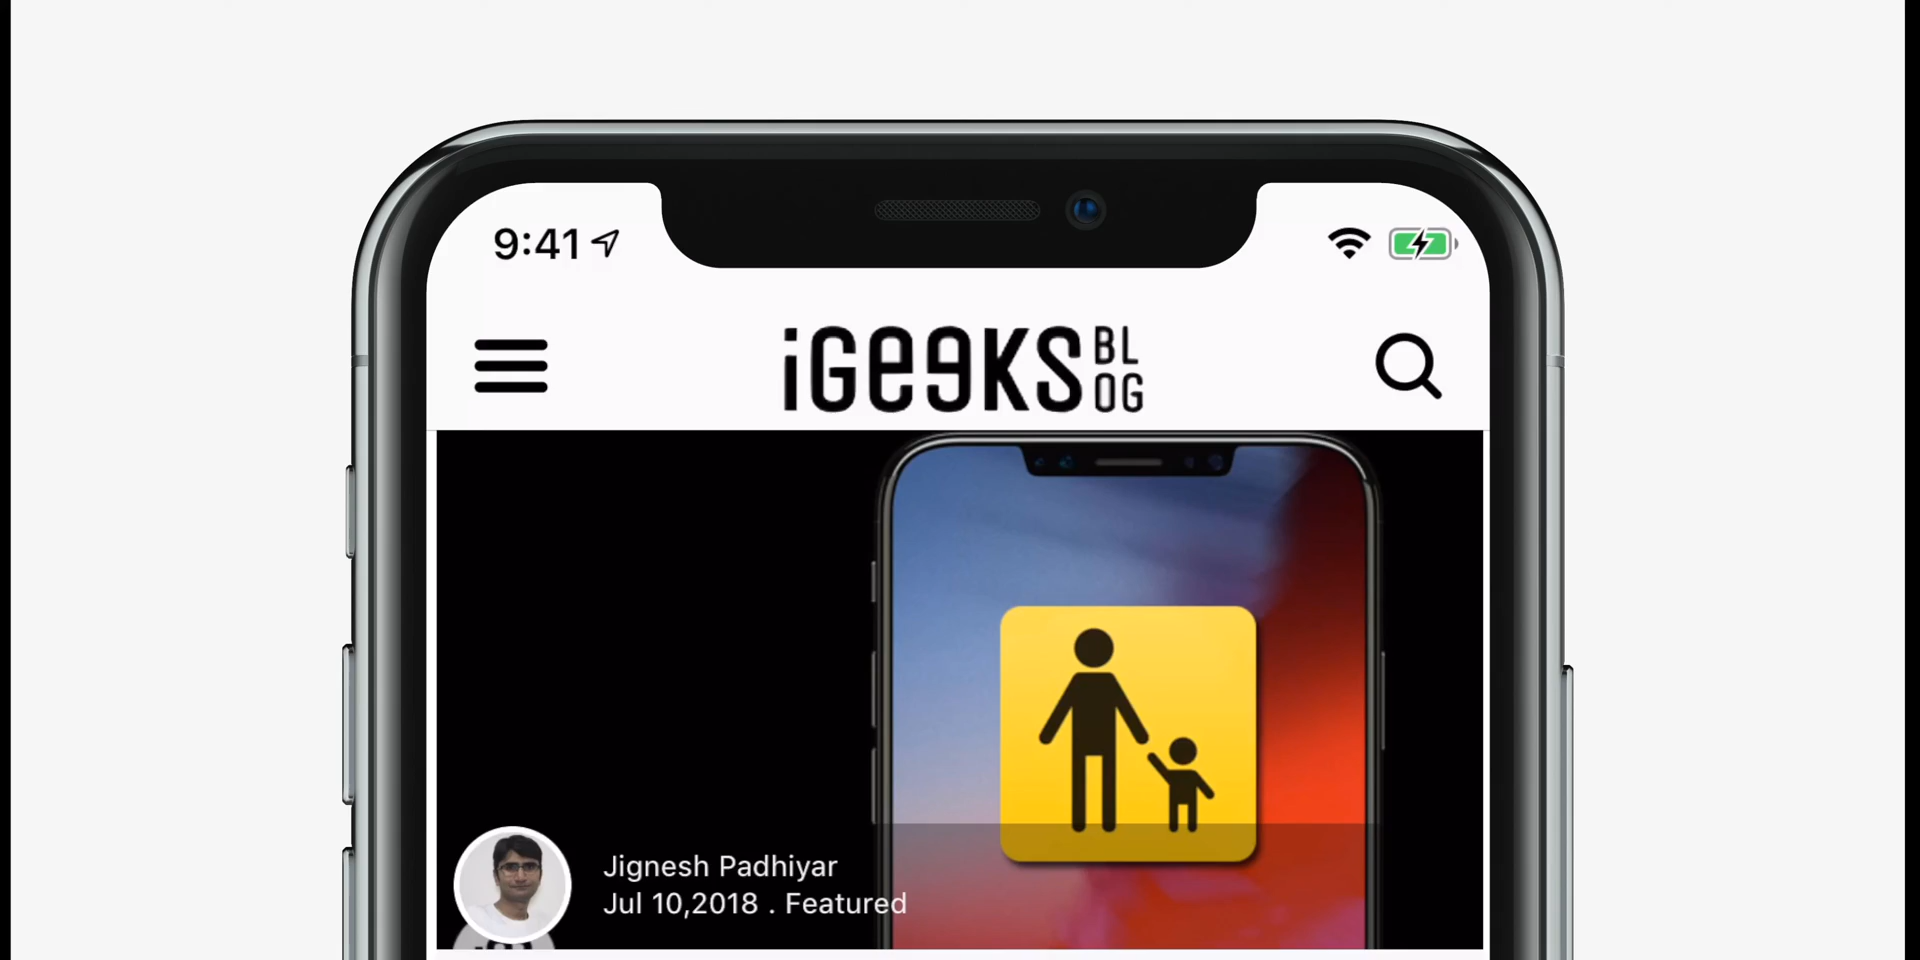 9:41
iGeeKS BL
OG
Jignesh Padhiyar
Jul 10,2018 . Featured